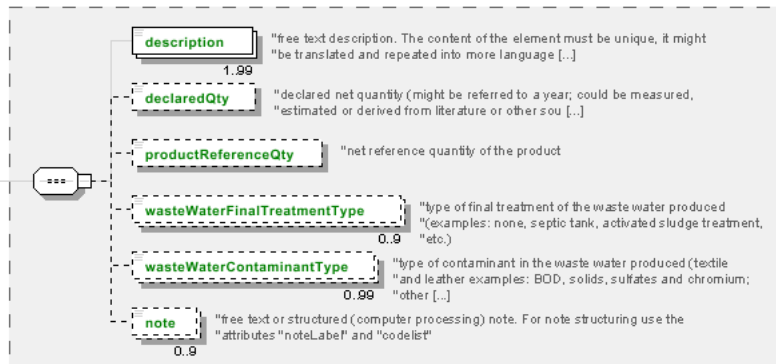 description
"free text description. The content of the element must be unique, it might
"be translated and repeated into more language [...]
1..99
declaredQty
"declared net quantity (might be referred to a year; could be measured,
"estimated or derived from literature or other sou [...]
productReferenceQty
"net reference quantity of the product
wasteWaterFinalTreatmentType
"type of final treatment of the waste water produced
"(examples: none, septic tank, activated sludge treatment,
"etc.)
0..9
wasteWaterContaminantType
"type of contaminant in the waste water produced (textile
"and leather examples: BOD, solids, sulfates and chromium;
"other [...]
0..99
note
"free text or structured (computer processing) note. For note structuring use the
"attributes "noteLabel" and "codelist"
0..9